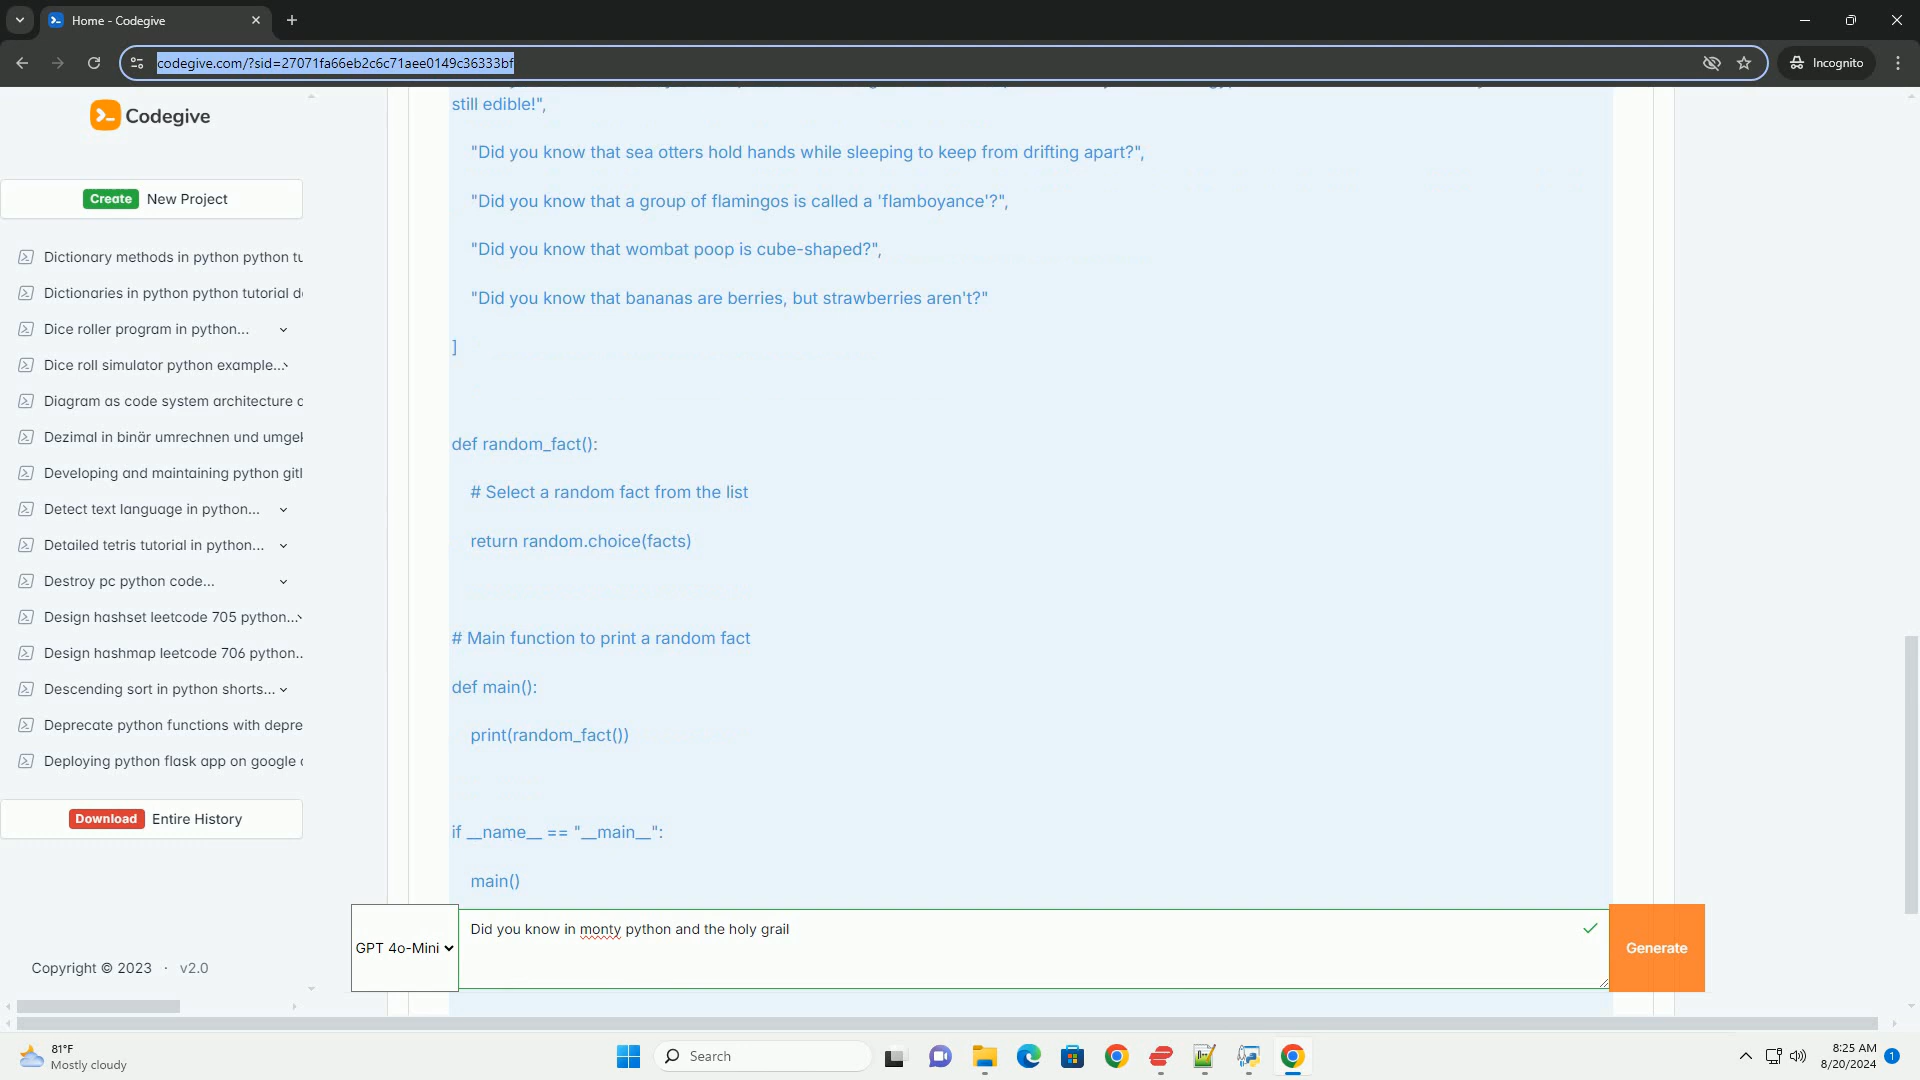 Home - Codegive
codegive.com/?sid=27071fa66eb2c6c71aee0149c36333bf
Incognito
Codegive
Create New Project
Dictionary methods in python python tu
Dictionaries in python python tutorial d
Dice roller program in python...
Dice roll simulator python example...
Diagram as code system architecture
Dezimal in binär umrechnen und umgek
Developing and maintaining python gitl
Detect text language in python...
Detailed tetris tutorial in python...
Destroy pc python code...
Design hashset leetcode 705 python...
Design hashmap leetcode 706 python..
Descending sort in python shorts...
Deprecate python functions with depre
Deploying python flask app on google
Download Entire History
Copyright © 2023 · v2.0
still edible!",
"Did you know that sea otters hold hands while sleeping to keep from drifting apart?",
"Did you know that a group of flamingos is called a 'flamboyance'?",
"Did you know that wombat poop is cube-shaped?",
"Did you know that bananas are berries, but strawberries aren't?"
]
def random_fact():
# Select a random fact from the list
return random.choice(facts)
# Main function to print a random fact
def main():
print(random_fact())
if __name__ == "__main__":
main()
GPT 4o-Mini
Did you know in monty python and the holy grail
Generate
81°F
Mostly cloudy
Search
8:25 AM
8/20/2024
1